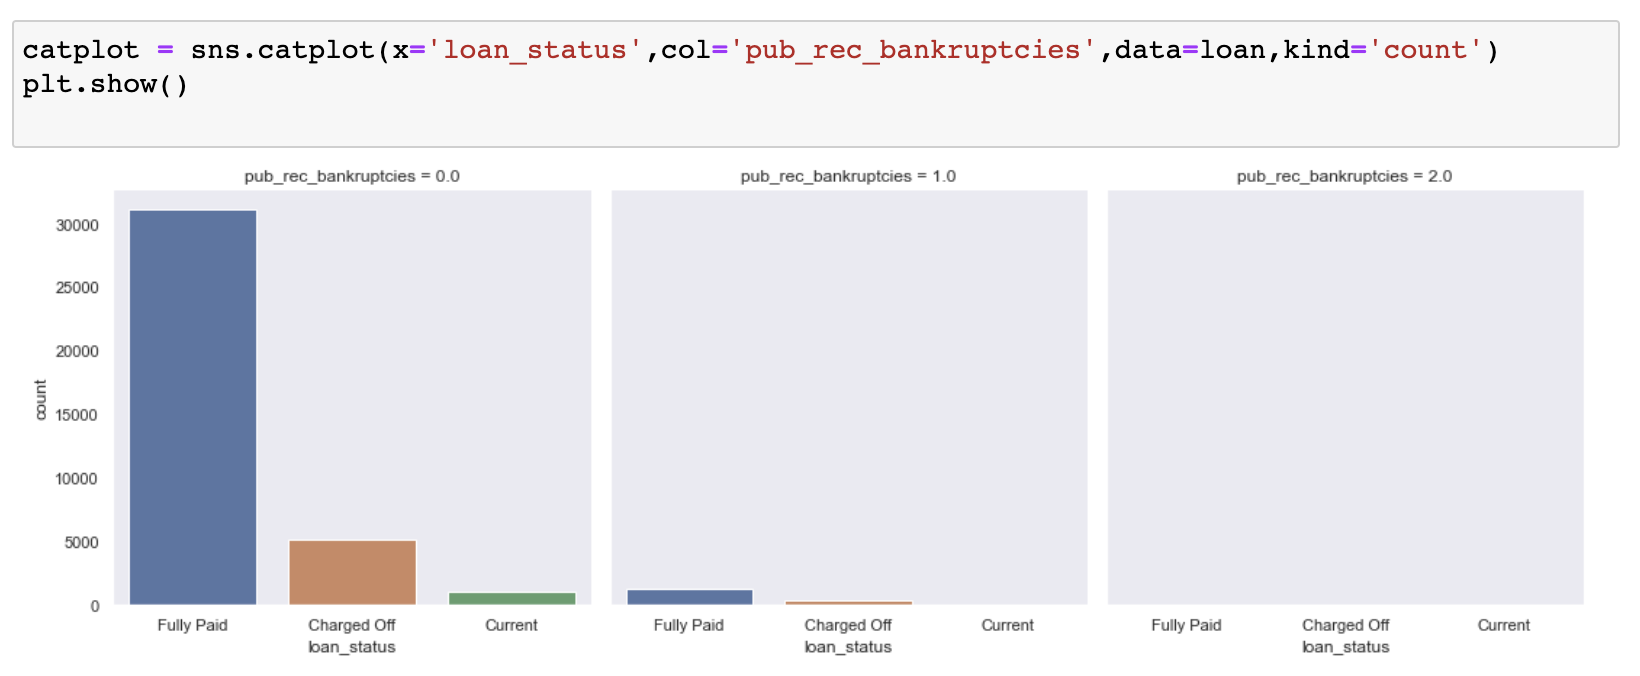 catplot = sns.catplot(x='loan_status',col='pub_rec_bankruptcies',data=loan,kind='count')
plt.show()
pub_rec_bankruptcies = 0.0
pub_rec_bankruptcies = 1.0
pub_rec_bankruptcies = 2.0
30000
25000
20000
15000
10000
5000
0
count
Fully Paid
Charged Off
Current
loan_status
Fully Paid
Charged Off
Current
loan_status
Fully Paid
Charged Off
Current
loan_status